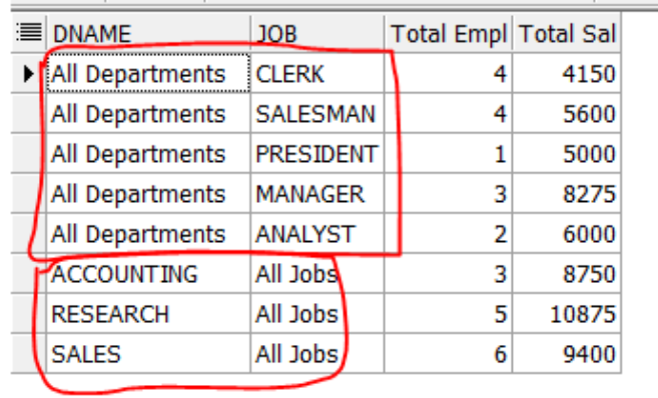 DNAME JOB Total Empl Total Sal
All Departments CLERK 4 4150
All Departments SALESMAN 4 5600
All Departments PRESIDENT 1 5000
All Departments MANAGER 3 8275
All Departments ANALYST 2 6000
ACCOUNTING All Jobs 3 8750
RESEARCH All Jobs 5 10875
SALES All Jobs 6 9400